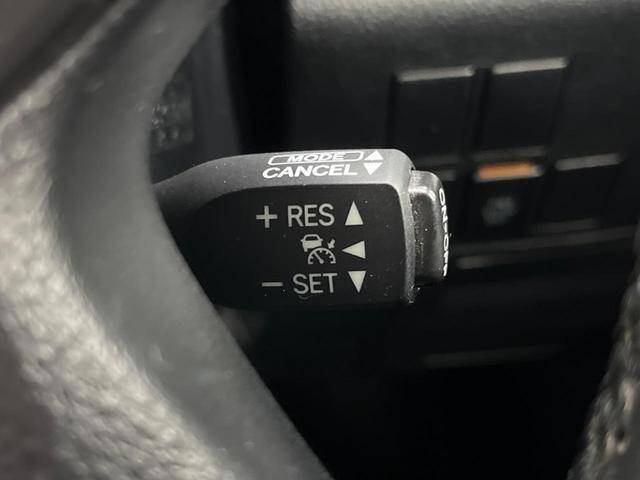 MODE
CANCEL
+ RES
− SET
ON-OFF